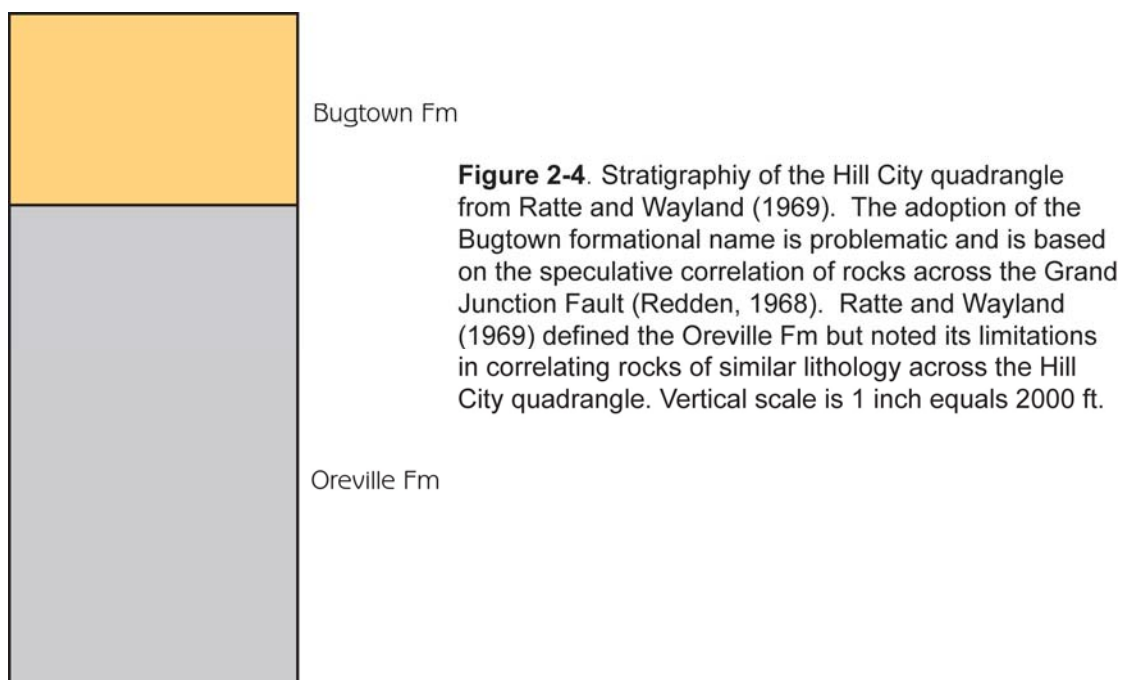 Bugtown Fm
Figure 2-4. Stratigraphiy of the Hill City quadrangle
from Ratte and Wayland (1969).  The adoption of the
Bugtown formational name is problematic and is based
on the speculative correlation of rocks across the Grand
Junction Fault (Redden, 1968).  Ratte and Wayland
(1969) defined the Oreville Fm but noted its limitations
in correlating rocks of similar lithology across the Hill
City quadrangle. Vertical scale is 1 inch equals 2000 ft.
Oreville Fm